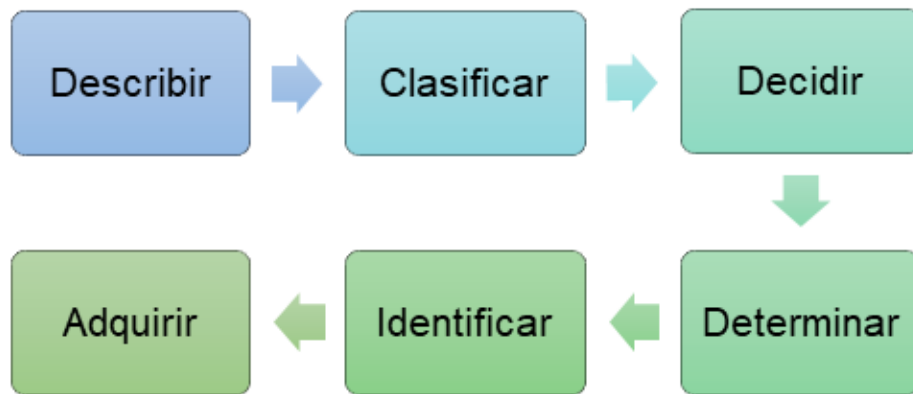 Describir
Clasificar
Decidir
Determinar
Identificar
Adquirir